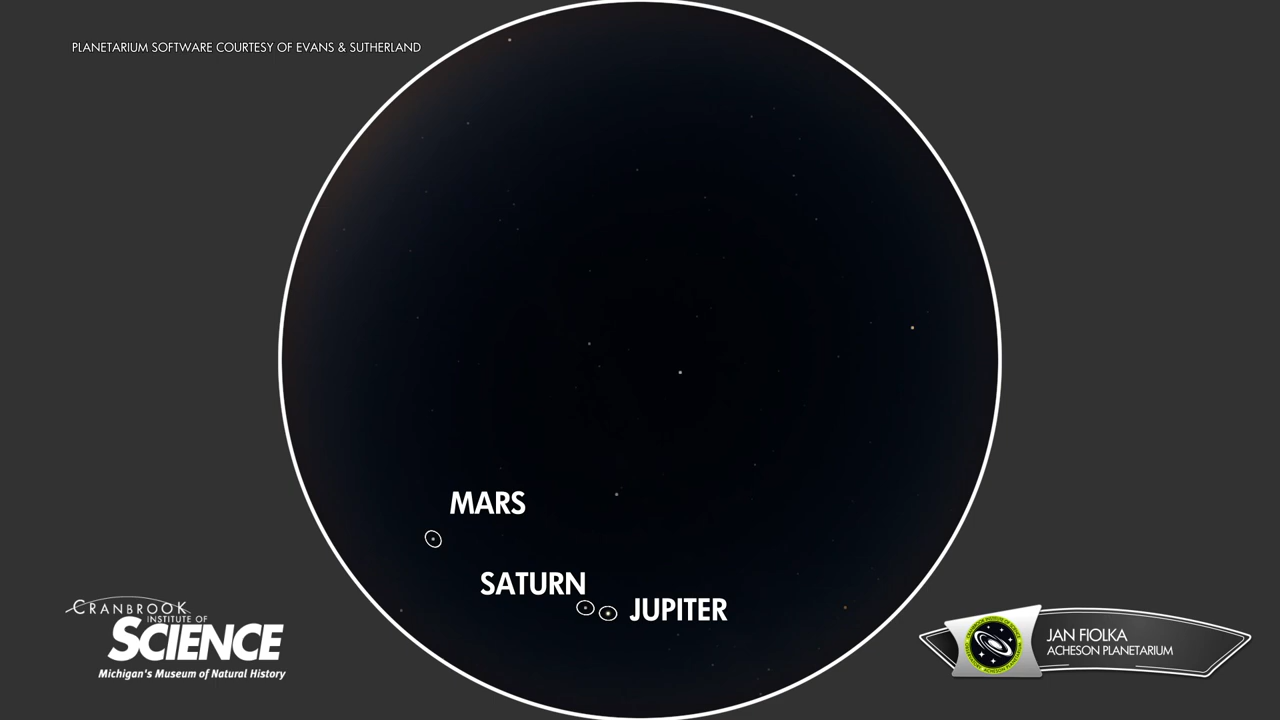 PLANETARIUM SOFTWARE COURTESY OF EVANS & SUTHERLAND
MARS
SATURN
JUPITER
CRANBROOK
INSTITUTE OF
SCIENCE
Michigan's Museum of Natural History
JAN FIOLKA
ACHESON PLANETARIUM